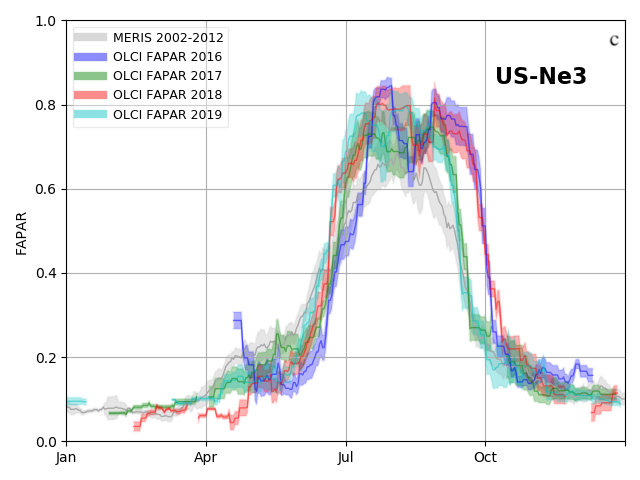 1.0
0.8
0.6
0.4
0.2
0.0
FAPAR
MERIS 2002-2012
OLCI FAPAR 2016
OLCI FAPAR 2017
OLCI FAPAR 2018
OLCI FAPAR 2019
c
US-Ne3
Jan
Apr
Jul
Oct